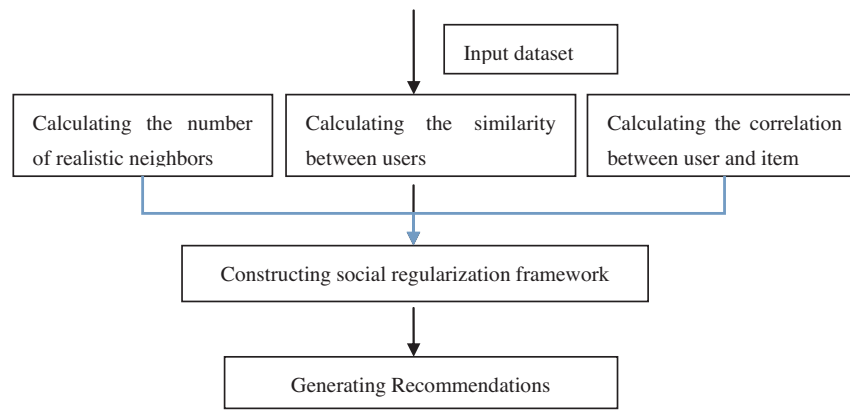 Input dataset
Calculating the number
of realistic neighbors
Calculating the similarity
between users
Calculating the correlation
between user and item
Constructing social regularization framework
Generating Recommendations